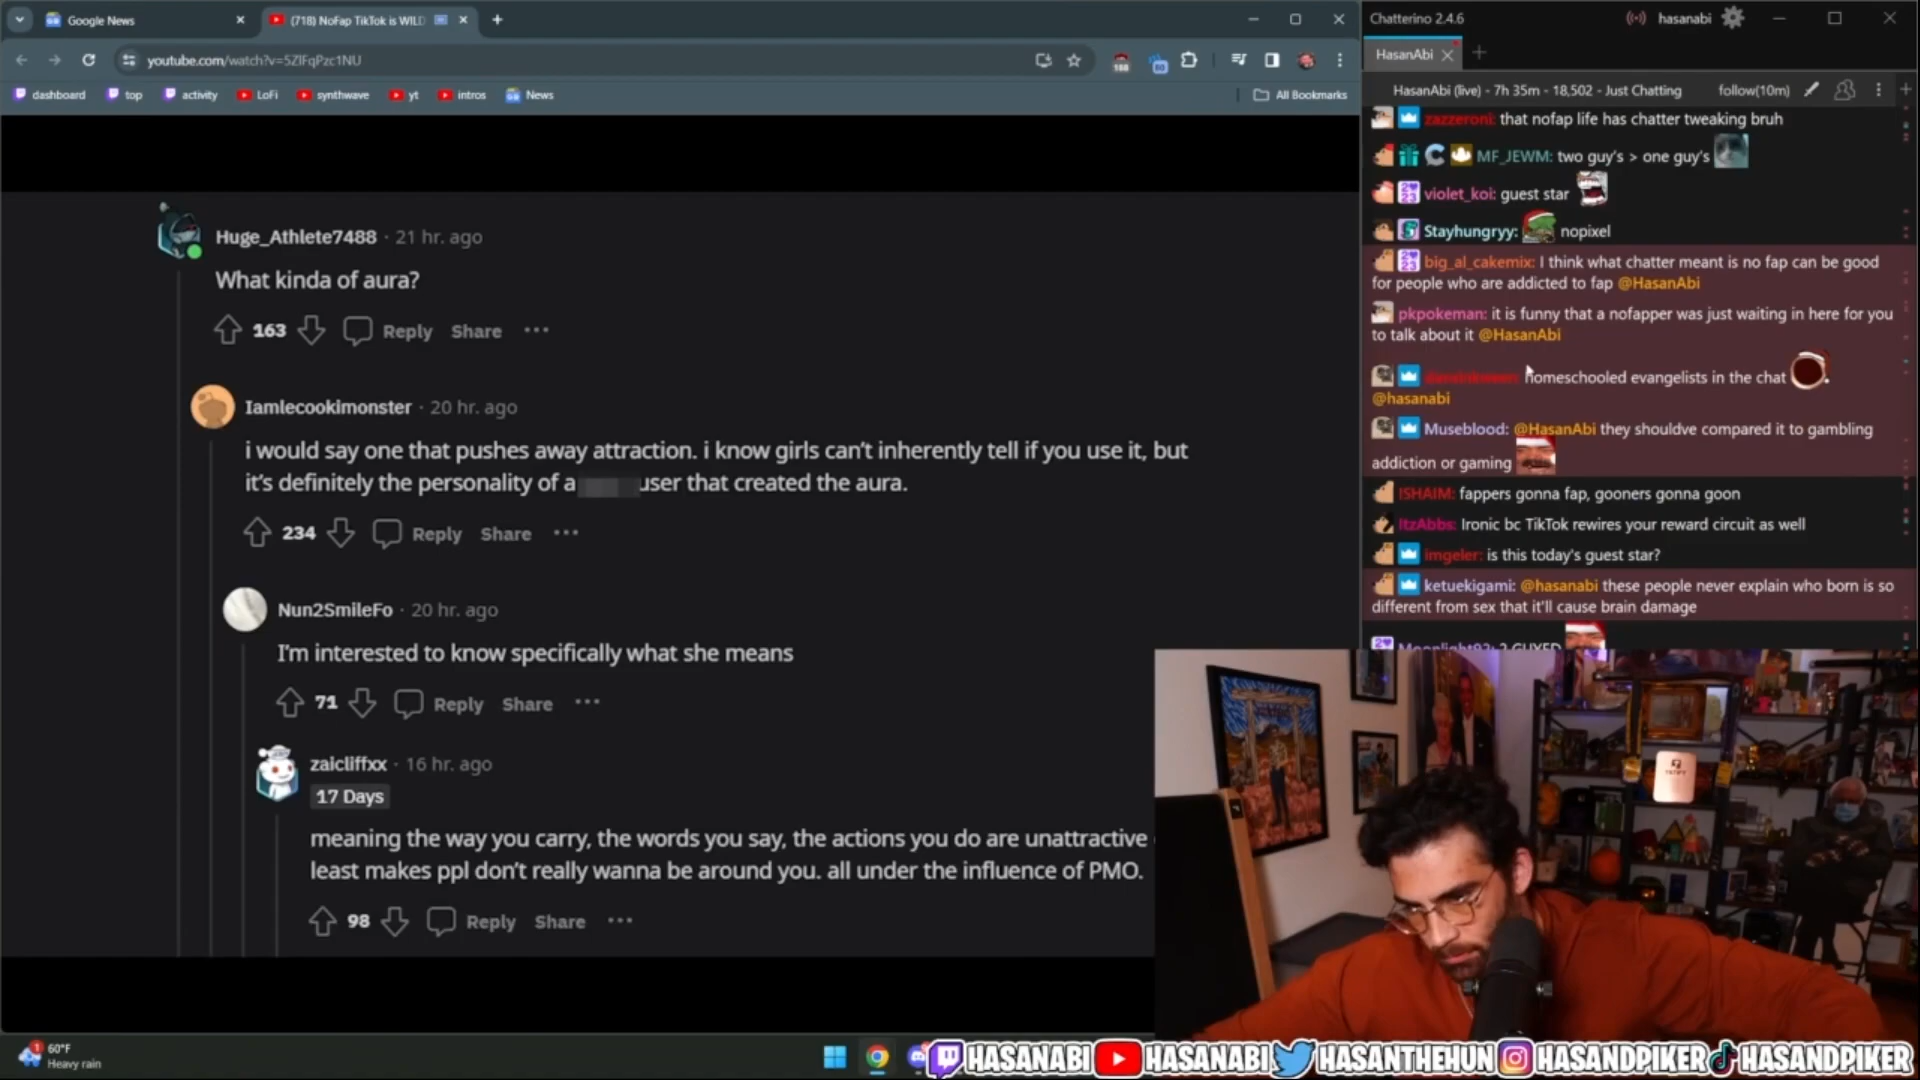 Google News
(718) NoFap TikTok is WILD
youtube.com/watch?v=5ZlFqPzc1NU
dashboard
top
activity
LoFi
synthwave
yt
intros
News
All Bookmarks
Huge_Athlete7488 · 21 hr. ago
What kinda of aura?
163 Reply Share ···
Iamlecookimonster · 20 hr. ago
i would say one that pushes away attraction. i know girls can't inherently tell if you use it, but
it's definitely the personality of a user that created the aura.
234 Reply Share ···
Nun2SmileFo · 20 hr. ago
I'm interested to know specifically what she means
71 Reply Share ···
zaicliffxx · 16 hr. ago
17 Days
meaning the way you carry, the words you say, the actions you do are unattractive
least makes ppl don't really wanna be around you. all under the influence of PMO.
98 Reply Share ···
60°F
Heavy rain
Chatterino 2.4.6
hasanabi
HasanAbi
HasanAbi (live) - 7h 35m - 18,502 - Just Chatting follow(10m)
zazzeroni: that nofap life has chatter tweaking bruh
MF_JEWM: two guy's > one guy's
violet_koi: guest star
Stayhungryy: nopixel
big_al_cakemix: I think what chatter meant is no fap can be good
for people who are addicted to fap @HasanAbi
pkpokeman: it is funny that a nofapper was just waiting in here for you
to talk about it @HasanAbi
homeschooled evangelists in the chat
@hasanabi
Museblood: @HasanAbi they shouldve compared it to gambling
addiction or gaming
ISHAIM: fappers gonna fap, gooners gonna goon
ItzAbbs: Ironic bc TikTok rewires your reward circuit as well
imgeler: is this today's guest star?
ketuekigami: @hasanabi these people never explain who born is so
different from sex that it'll cause brain damage
HASANABI HASANABI HASANTHEHUN HASANDPIKER HASANDPIKER